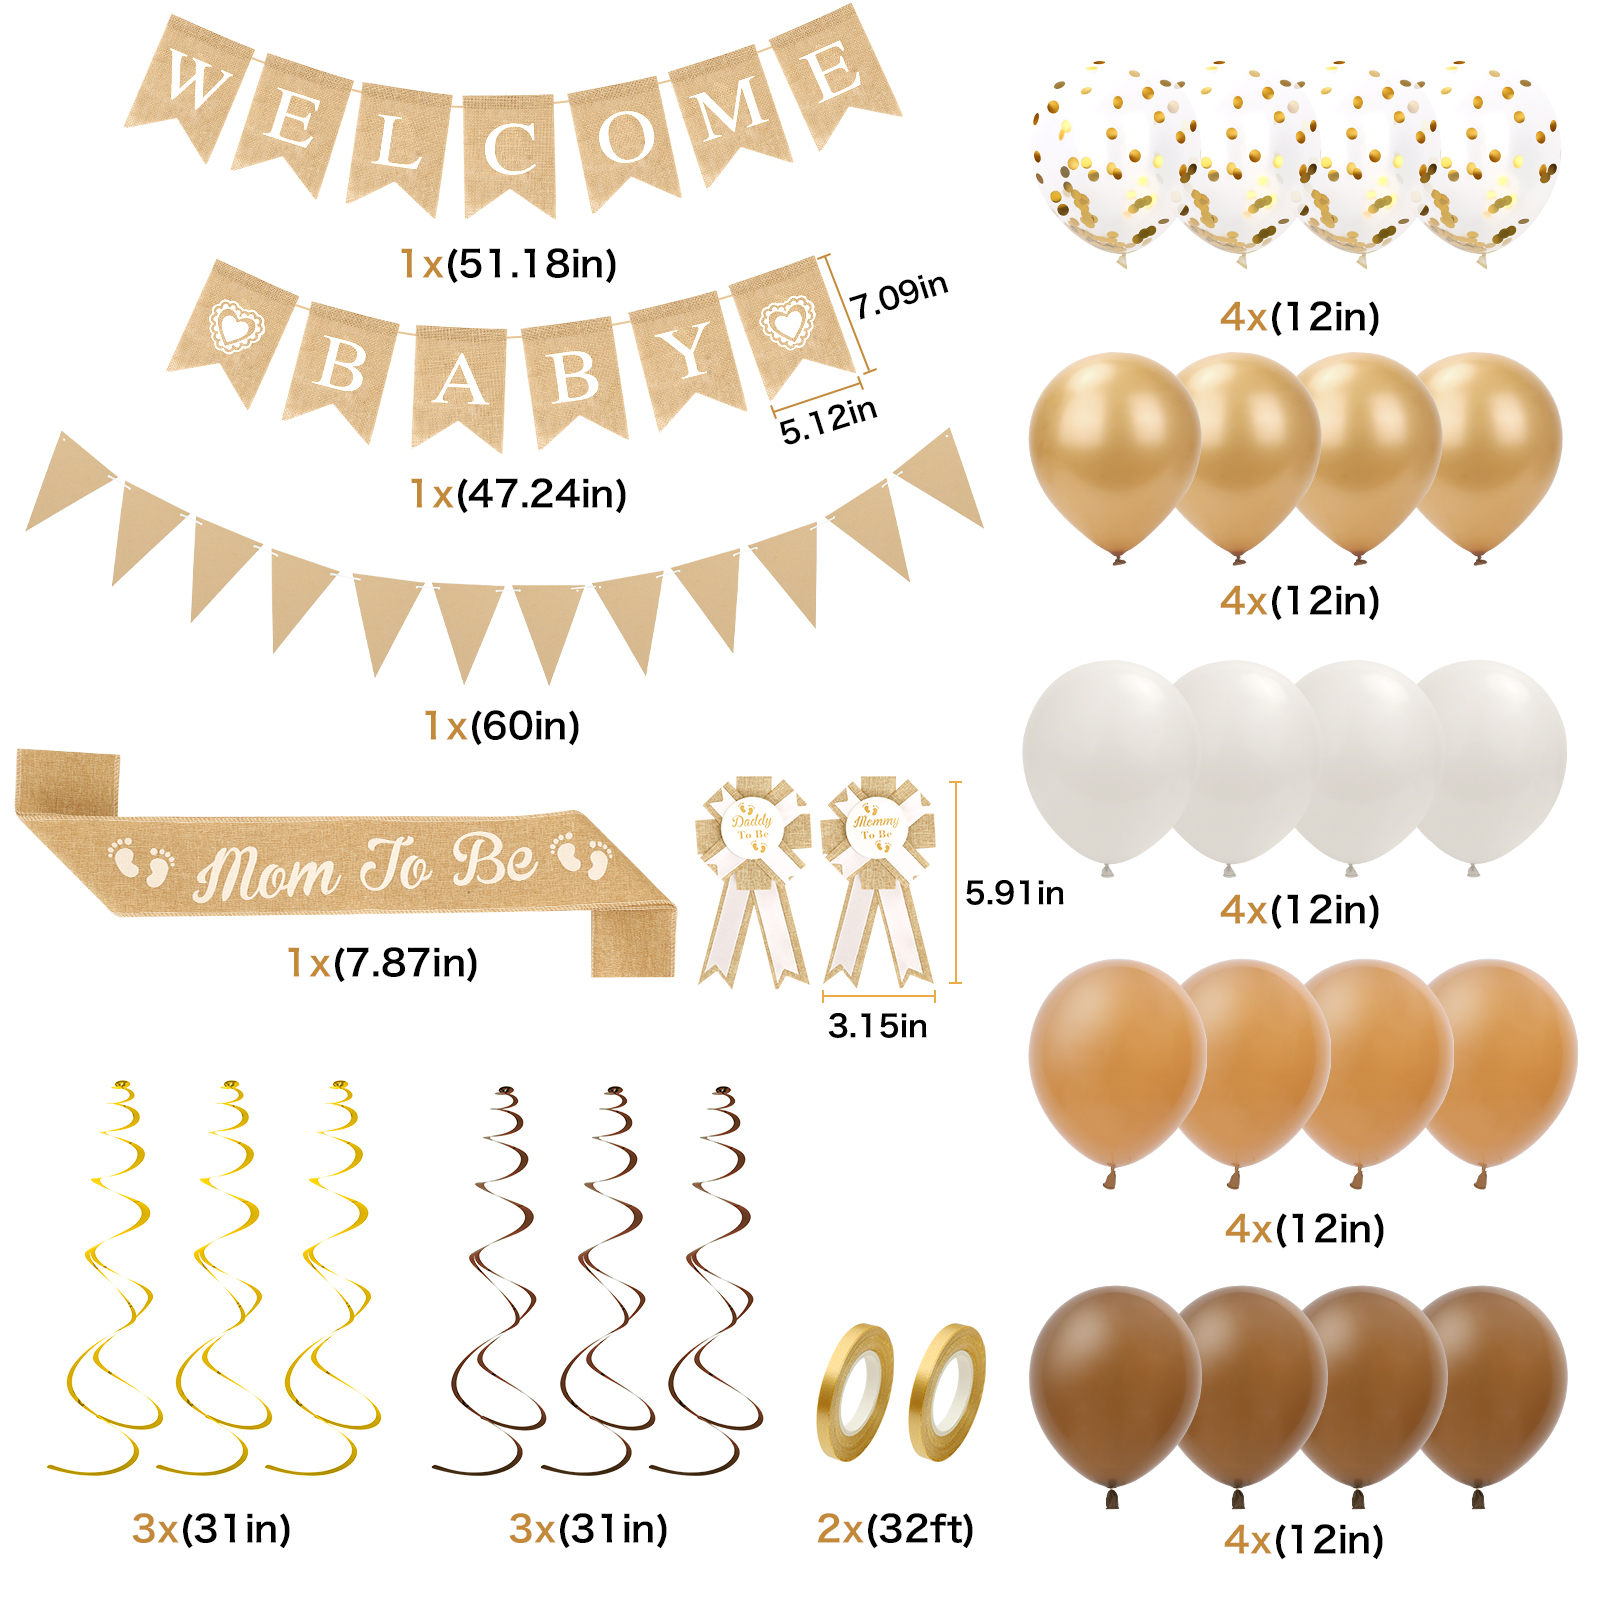 WELCOME
1x(51.18in)
BABY
7.09in
5.12in
1x(47.24in)
1x(60in)
Mom To Be
1x(7.87in)
Daddy
To Be
Mommy
To Be
5.91in
3.15in
3x(31in)
3x(31in)
2x(32ft)
4x(12in)
4x(12in)
4x(12in)
4x(12in)
4x(12in)